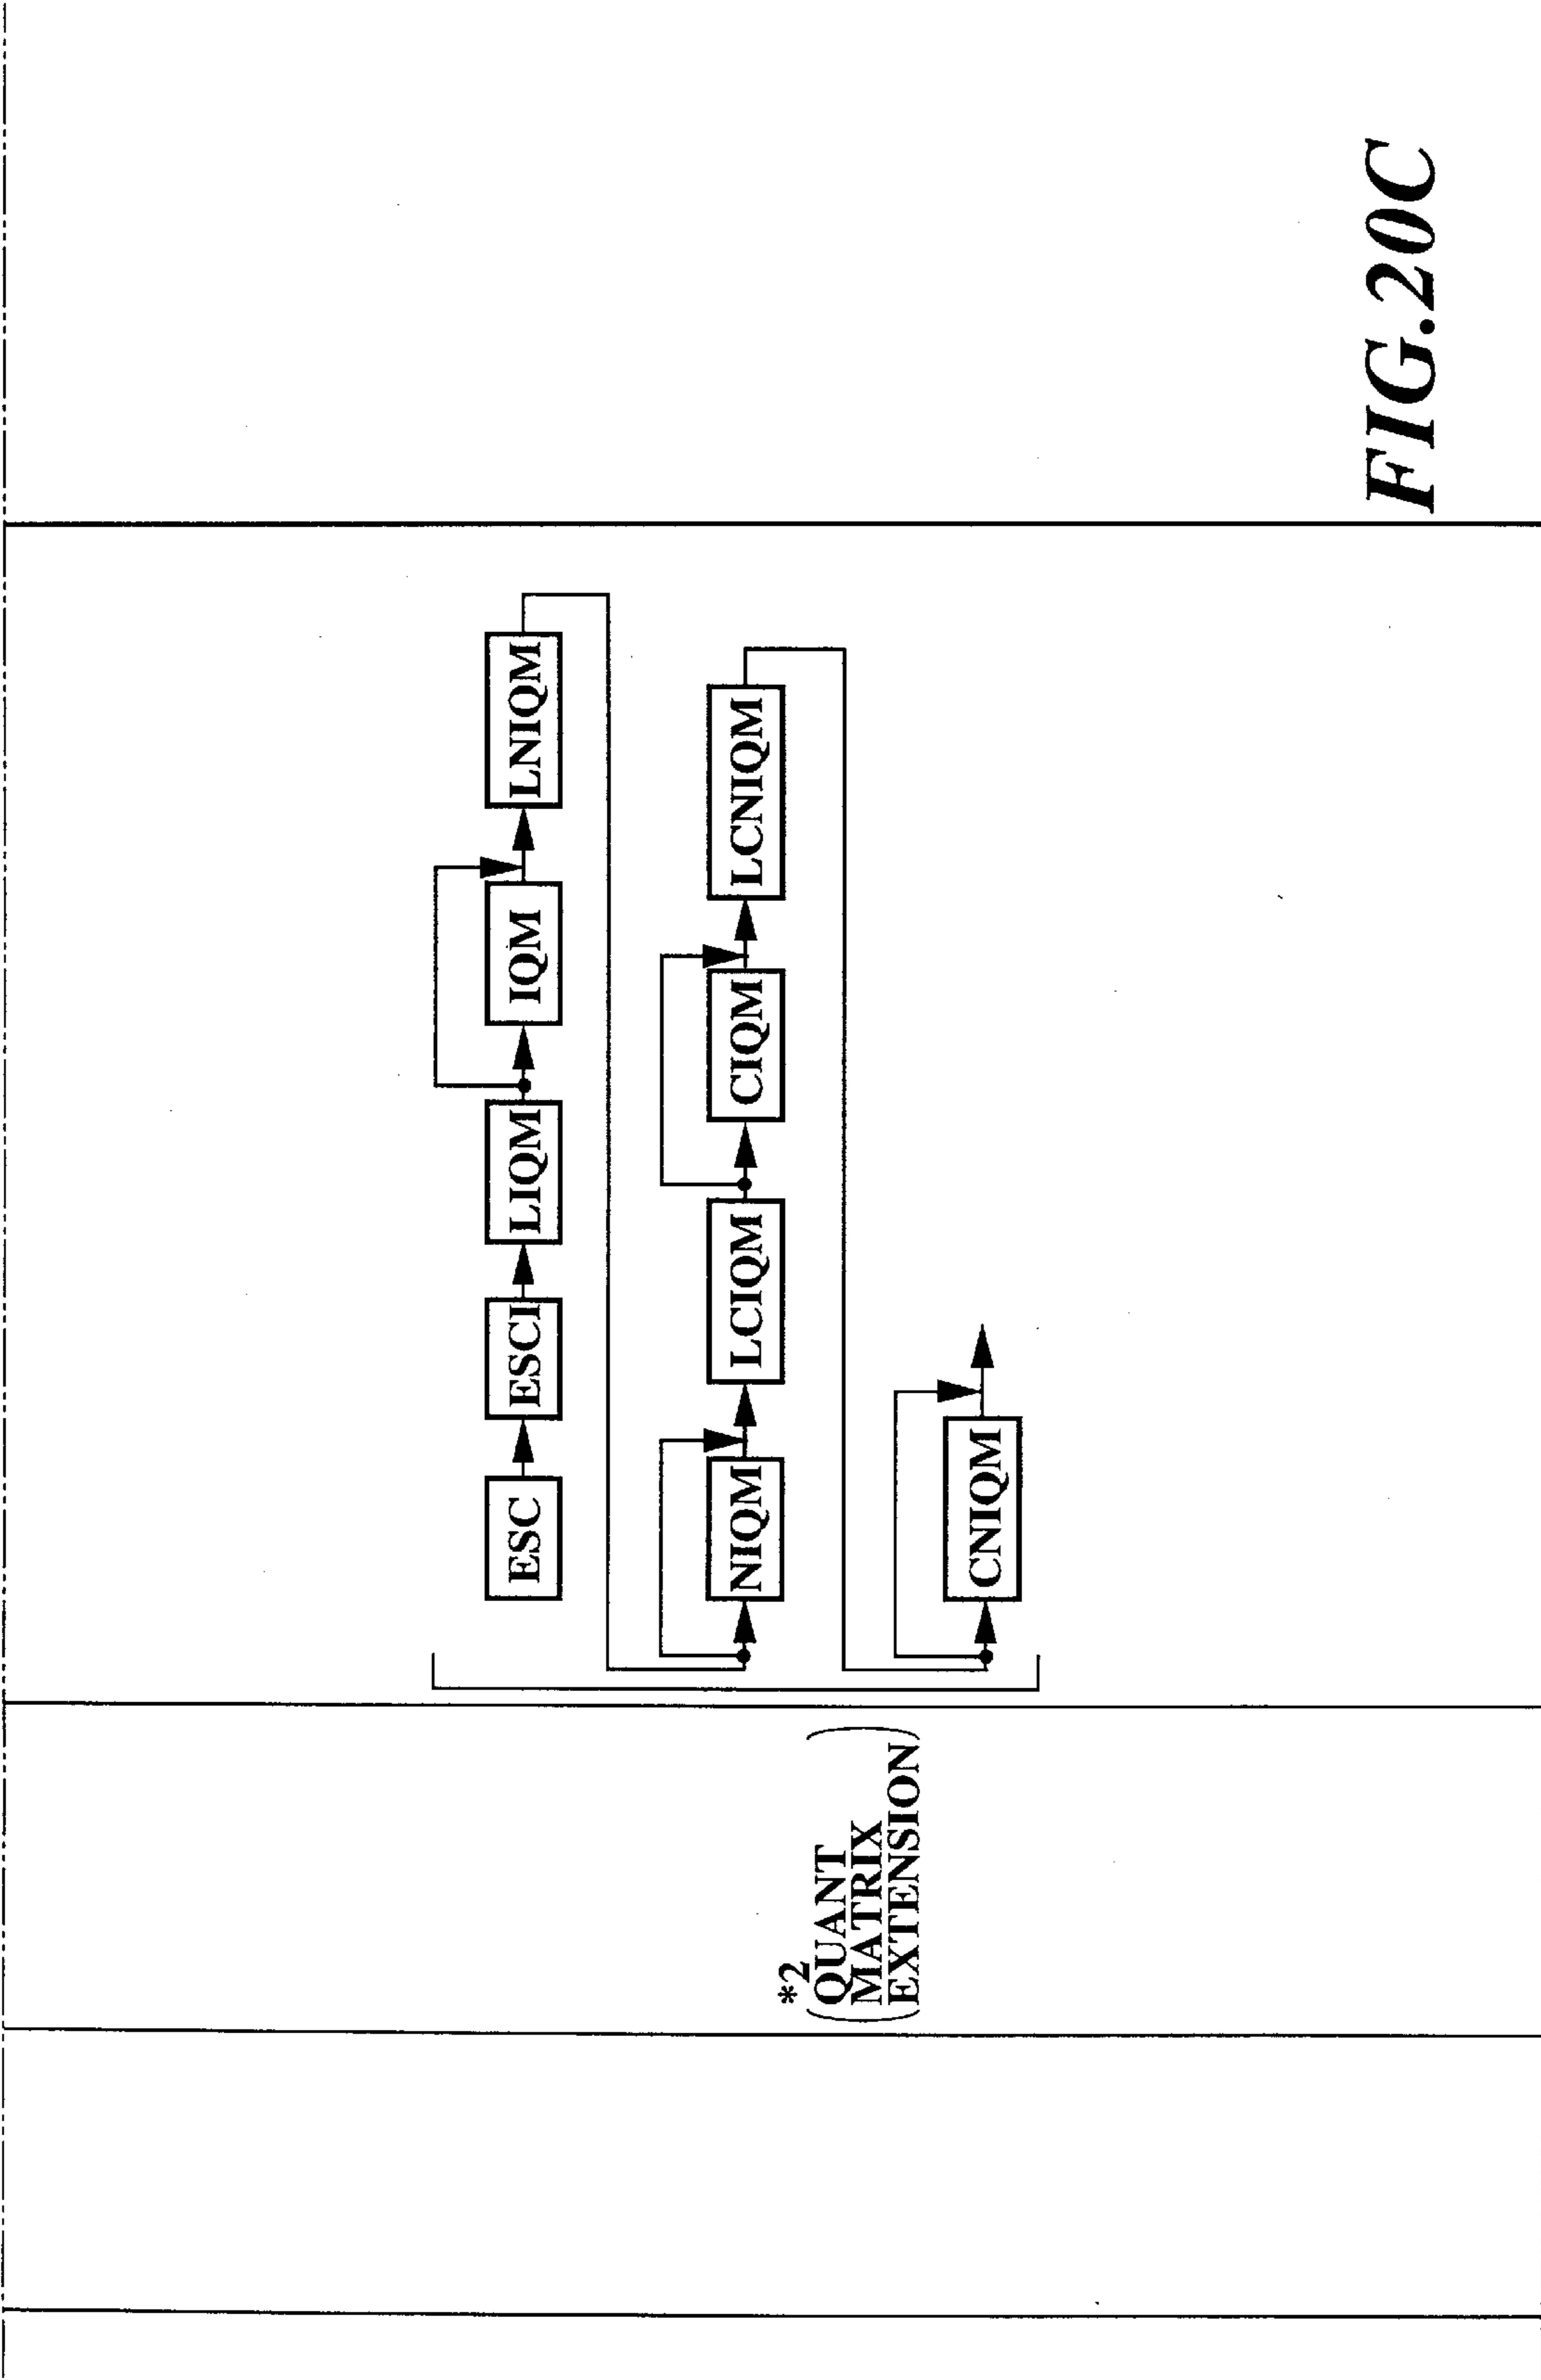 *2
(QUANT
MATRIX
EXTENSION)
ESC
ESCI
LIQM
IQM
LNIQM
NIQM
LCIQM
CIQM
LCNIQM
CNIQM
FIG.20C